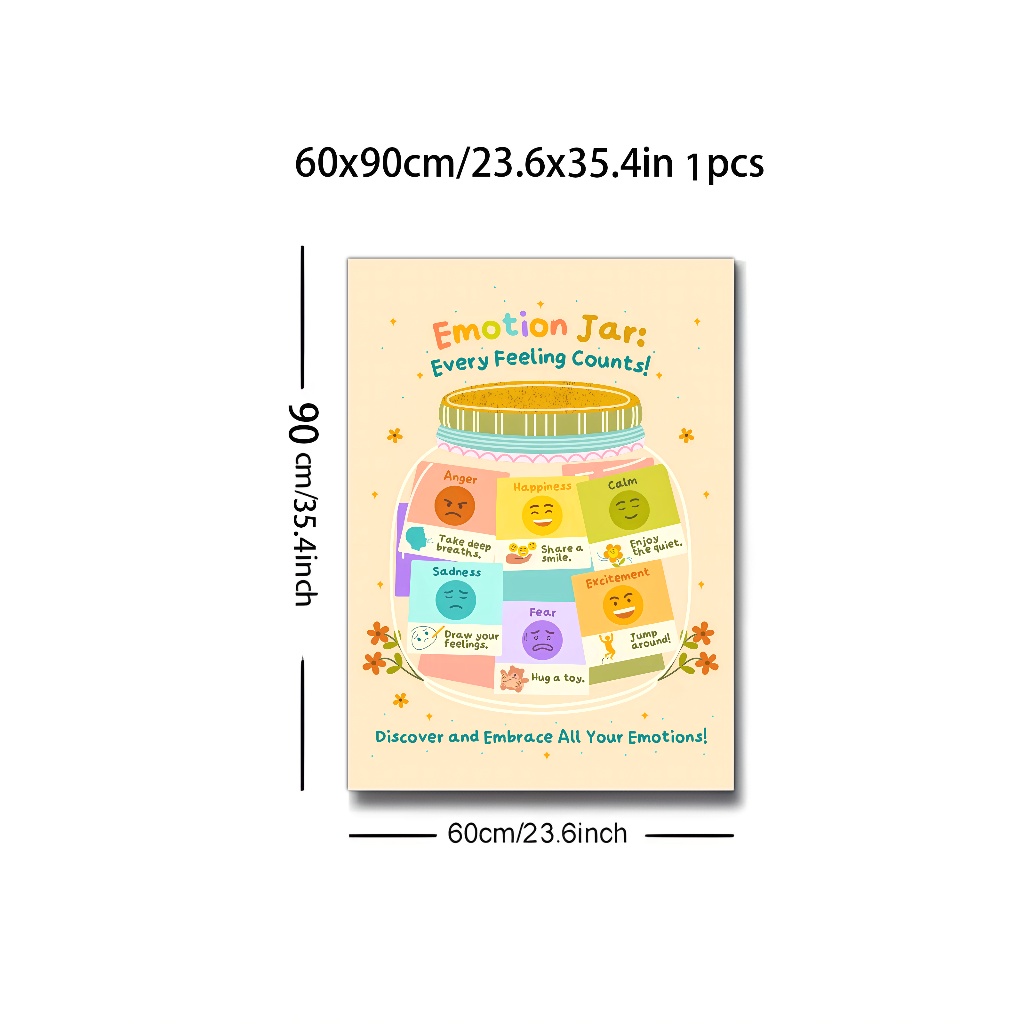 60x90cm/23.6x35.4in 1pcs
90 cm/35.4inch
Emotion Jar:
Every Feeling Counts!
Anger
Take deep
breaths.
Happiness
Share a
smile.
Calm
Enjoy
the quiet.
Sadness
Draw your
feelings.
Fear
Hug a toy.
Excitement
Jump
around!
Discover and Embrace All Your Emotions!
60cm/23.6inch